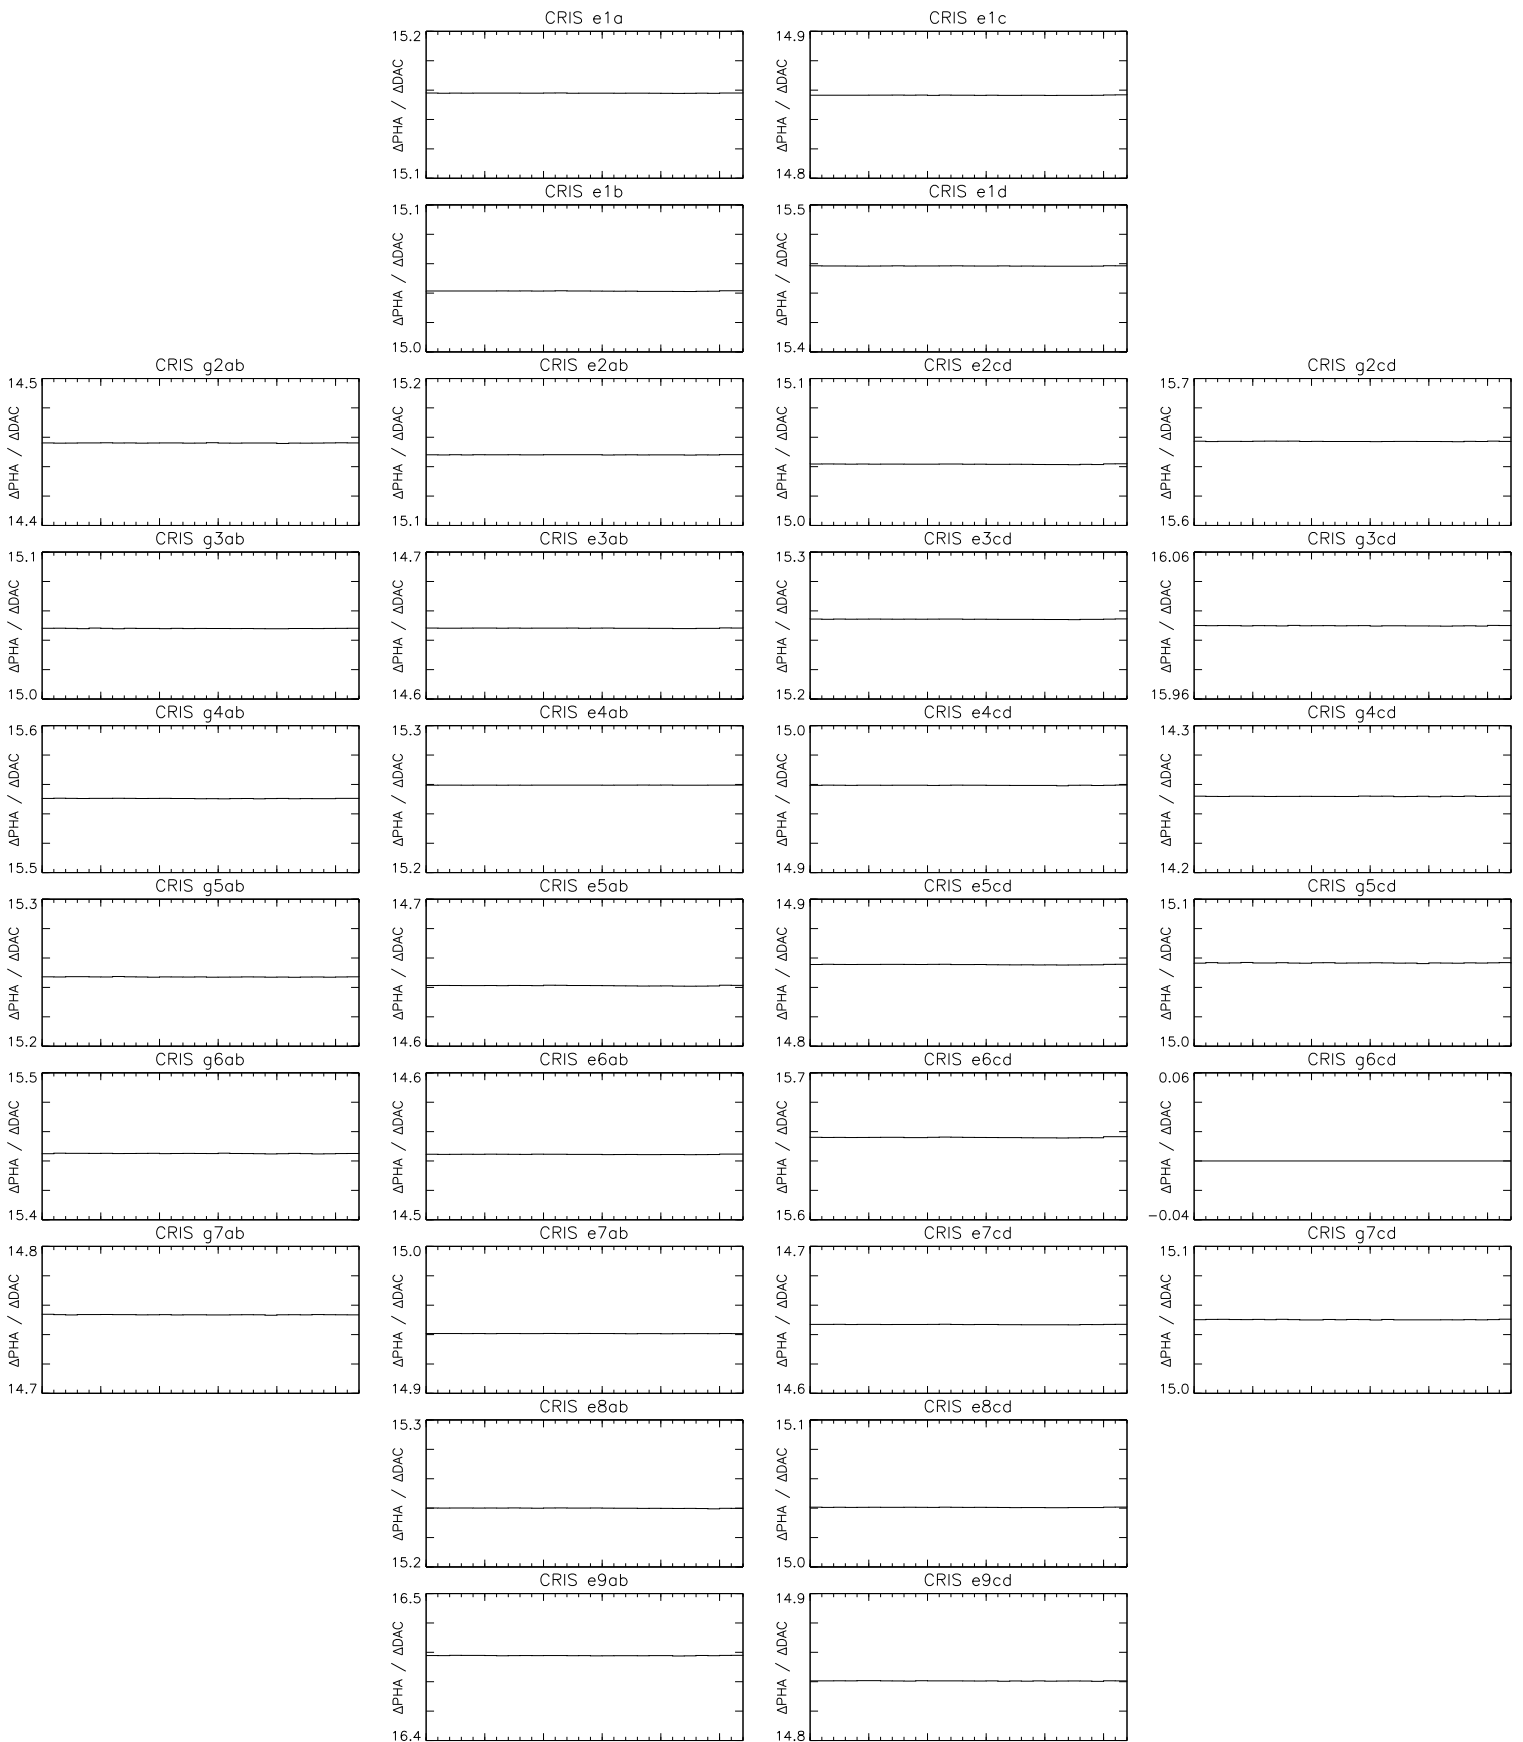 CRIS e1a CRIS e1c
15.2 14.9
ΔPHA / ΔDAC ΔPHA / ΔDAC
15.1 14.8
CRIS e1b CRIS e1d
15.1 15.5
ΔPHA / ΔDAC ΔPHA / ΔDAC
15.0 15.4
CRIS g2ab CRIS e2ab CRIS e2cd CRIS g2cd
14.5 15.2 15.1 15.7
ΔPHA / ΔDAC ΔPHA / ΔDAC ΔPHA / ΔDAC ΔPHA / ΔDAC
14.4 15.1 15.0 15.6
CRIS g3ab CRIS e3ab CRIS e3cd CRIS g3cd
15.1 14.7 15.3 16.06
ΔPHA / ΔDAC ΔPHA / ΔDAC ΔPHA / ΔDAC ΔPHA / ΔDAC
15.0 14.6 15.2 15.96
CRIS g4ab CRIS e4ab CRIS e4cd CRIS g4cd
15.6 15.3 15.0 14.3
ΔPHA / ΔDAC ΔPHA / ΔDAC ΔPHA / ΔDAC ΔPHA / ΔDAC
15.5 15.2 14.9 14.2
CRIS g5ab CRIS e5ab CRIS e5cd CRIS g5cd
15.3 14.7 14.9 15.1
ΔPHA / ΔDAC ΔPHA / ΔDAC ΔPHA / ΔDAC ΔPHA / ΔDAC
15.2 14.6 14.8 15.0
CRIS g6ab CRIS e6ab CRIS e6cd CRIS g6cd
15.5 14.6 15.7 0.06
ΔPHA / ΔDAC ΔPHA / ΔDAC ΔPHA / ΔDAC ΔPHA / ΔDAC
15.4 14.5 15.6 −0.04
CRIS g7ab CRIS e7ab CRIS e7cd CRIS g7cd
14.8 15.0 14.7 15.1
ΔPHA / ΔDAC ΔPHA / ΔDAC ΔPHA / ΔDAC ΔPHA / ΔDAC
14.7 14.9 14.6 15.0
CRIS e8ab CRIS e8cd
15.3 15.1
ΔPHA / ΔDAC ΔPHA / ΔDAC
15.2 15.0
CRIS e9ab CRIS e9cd
16.5 14.9
ΔPHA / ΔDAC ΔPHA / ΔDAC
16.4 14.8